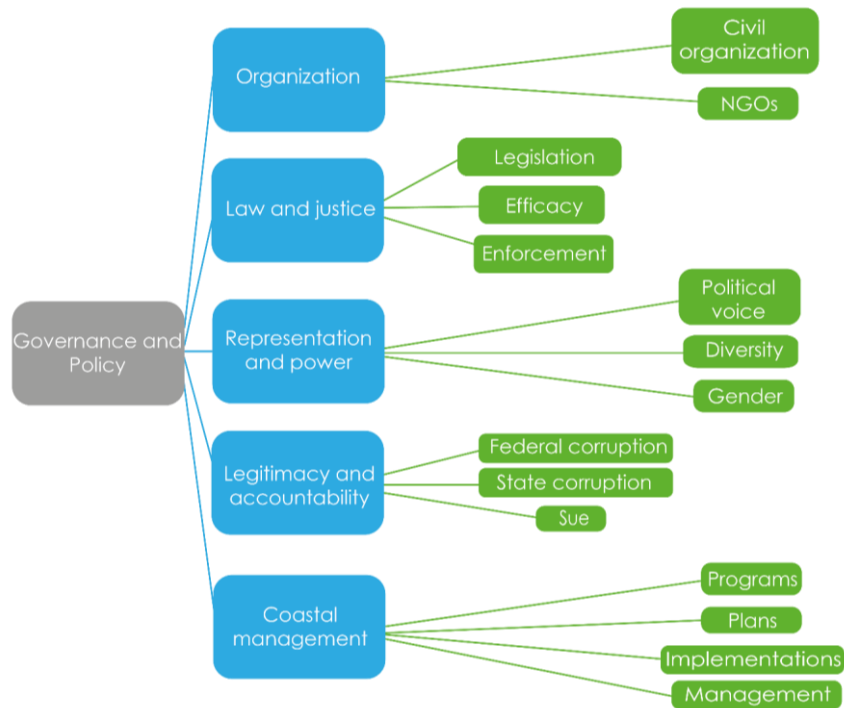 Governance and
Policy
Organization
Civil
organization
NGOs
Law and justice
Legislation
Efficacy
Enforcement
Representation
and power
Political
voice
Diversity
Gender
Legitimacy and
accountability
Federal corruption
State corruption
Sue
Coastal
management
Programs
Plans
Implementations
Management